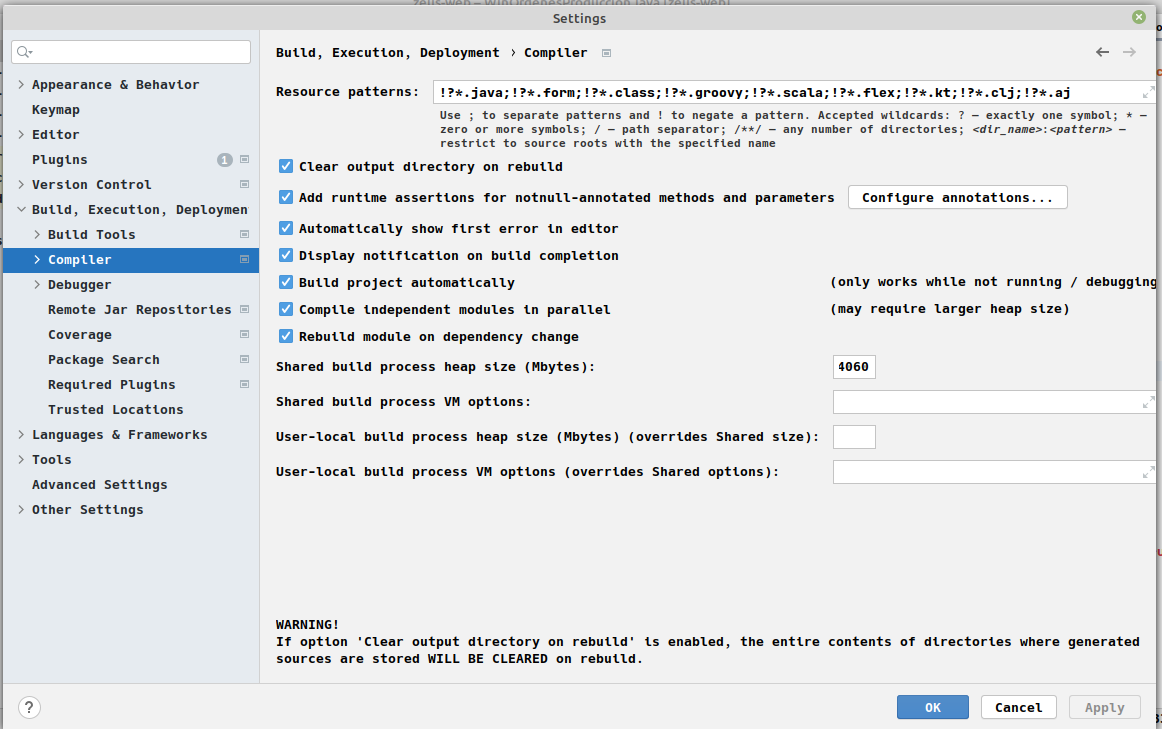 Settings
Build, Execution, Deployment › Compiler
Appearance & Behavior
Keymap
Editor
Plugins 1
Version Control
Build, Execution, Deploymen
Build Tools
Compiler
Debugger
Remote Jar Repositories
Coverage
Package Search
Required Plugins
Trusted Locations
Languages & Frameworks
Tools
Advanced Settings
Other Settings
Resource patterns: !?*.java;!?*.form;!?*.class;!?*.groovy;!?*.scala;!?*.flex;!?*.kt;!?*.clj;!?*.aj
Use ; to separate patterns and ! to negate a pattern. Accepted wildcards: ? — exactly one symbol; * —
zero or more symbols; / — path separator; /**/ — any number of directories; <dir_name>:<pattern> —
restrict to source roots with the specified name
Clear output directory on rebuild
Add runtime assertions for notnull-annotated methods and parameters Configure annotations...
Automatically show first error in editor
Display notification on build completion
Build project automatically (only works while not running / debugging
Compile independent modules in parallel (may require larger heap size)
Rebuild module on dependency change
Shared build process heap size (Mbytes): 4060
Shared build process VM options:
User-local build process heap size (Mbytes) (overrides Shared size):
User-local build process VM options (overrides Shared options):
WARNING!
If option 'Clear output directory on rebuild' is enabled, the entire contents of directories where generated
sources are stored WILL BE CLEARED on rebuild.
? OK Cancel Apply